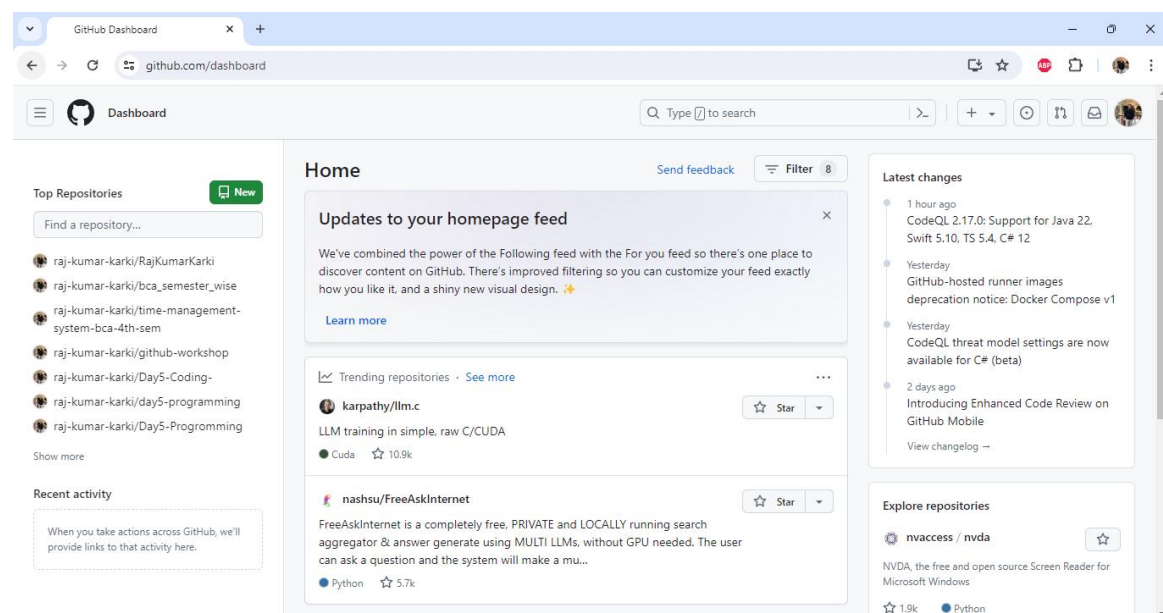 GitHub Dashboard
github.com/dashboard
ABP
Dashboard
Type / to search
Top Repositories
New
Find a repository...
raj-kumar-karki/RajKumarKarki
raj-kumar-karki/bca_semester_wise
raj-kumar-karki/time-management-
system-bca-4th-sem
raj-kumar-karki/github-workshop
raj-kumar-karki/Day5-Coding-
raj-kumar-karki/day5-programming
raj-kumar-karki/Day5-Progromming
Show more
Recent activity
When you take actions across GitHub, we'll
provide links to that activity here.
Home
Send feedback
Filter 8
Updates to your homepage feed
We've combined the power of the Following feed with the For you feed so there's one place to
discover content on GitHub. There's improved filtering so you can customize your feed exactly
how you like it, and a shiny new visual design. ✨
Learn more
Trending repositories · See more
karpathy/llm.c
Star
LLM training in simple, raw C/CUDA
Cuda 10.9k
nashsu/FreeAskInternet
Star
FreeAskInternet is a completely free, PRIVATE and LOCALLY running search
aggregator & answer generate using MULTI LLMs, without GPU needed. The user
can ask a question and the system will make a mu...
Python 5.7k
Latest changes
1 hour ago
CodeQL 2.17.0: Support for Java 22,
Swift 5.10, TS 5.4, C# 12
Yesterday
GitHub-hosted runner images
deprecation notice: Docker Compose v1
Yesterday
CodeQL threat model settings are now
available for C# (beta)
2 days ago
Introducing Enhanced Code Review on
GitHub Mobile
View changelog →
Explore repositories
nvaccess / nvda
NVDA, the free and open source Screen Reader for
Microsoft Windows
1.9k Python